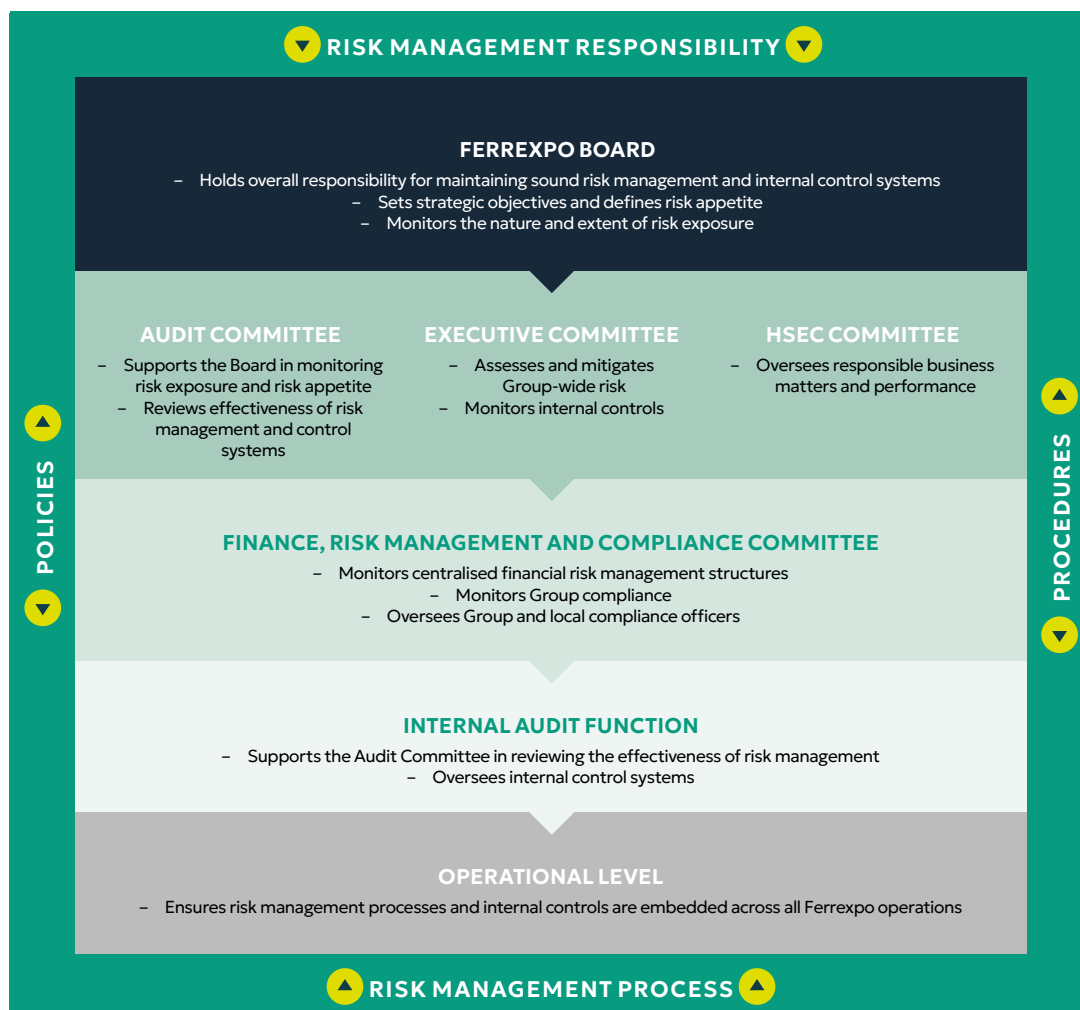 RISK MANAGEMENT RESPONSIBILITY
FERREXPO BOARD
– Holds overall responsibility for maintaining sound risk management and internal control systems
– Sets strategic objectives and defines risk appetite
– Monitors the nature and extent of risk exposure
AUDIT COMMITTEE
– Supports the Board in monitoring
risk exposure and risk appetite
– Reviews effectiveness of risk
management and control
systems
EXECUTIVE COMMITTEE
– Assesses and mitigates
Group-wide risk
– Monitors internal controls
HSEC COMMITTEE
– Oversees responsible business
matters and performance
POLICIES
PROCEDURES
FINANCE, RISK MANAGEMENT AND COMPLIANCE COMMITTEE
– Monitors centralised financial risk management structures
– Monitors Group compliance
– Oversees Group and local compliance officers
INTERNAL AUDIT FUNCTION
– Supports the Audit Committee in reviewing the effectiveness of risk management
– Oversees internal control systems
OPERATIONAL LEVEL
– Ensures risk management processes and internal controls are embedded across all Ferrexpo operations
RISK MANAGEMENT PROCESS